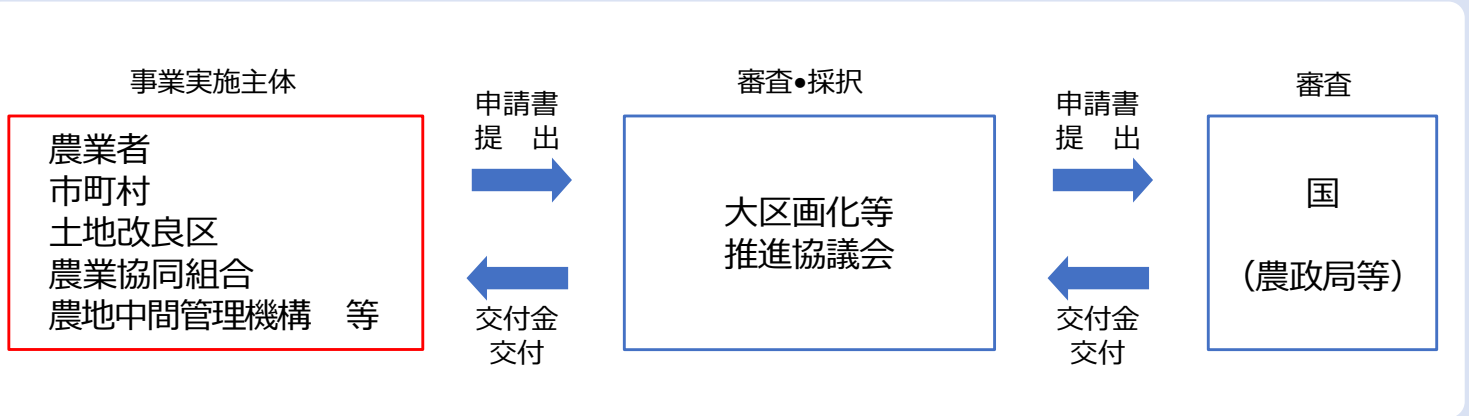 事業実施主体
農業者
市町村
土地改良区
農業協同組合
農地中間管理機構　等
申請書
提　出
交付金
交付
審査•採択
大区画化等
推進協議会
申請書
提　出
交付金
交付
審査
国
（農政局等）